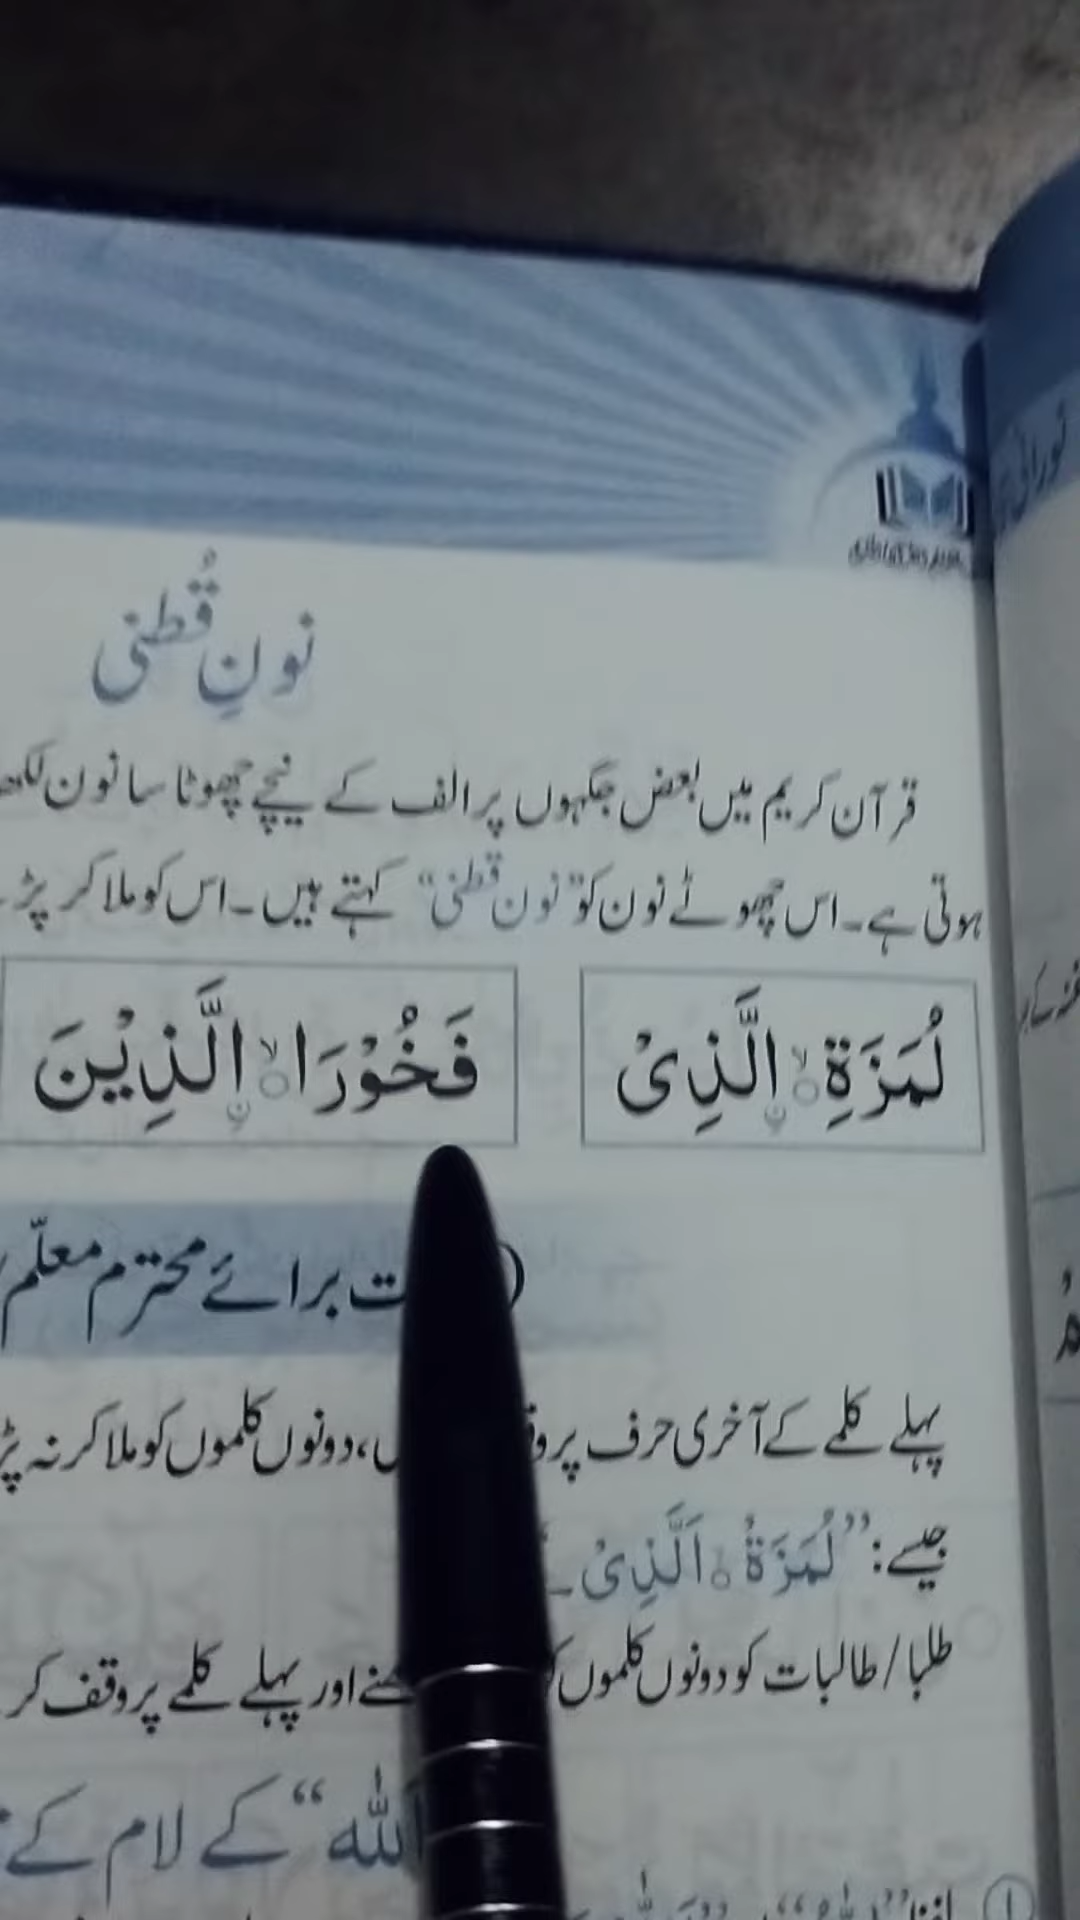 نونِ قُطنی
قرآن کریم میں بعض جگہوں پر الف کے نیچے چھوٹا سا نون لکھ
ہوتی ہے۔ اس چھوٹے نون کو ”نون قطنی“ کہتے ہیں۔ اس کو ملا کر پڑ
لُمَزَةِ ۙ اِ۟لَّذِىْ فَخُوْرَا ۙ اِ۟لَّذِيْنَ
ت برائے محترم معلّم
پہلے کلمے کے آخری حرف پر ، دونوں کلموں کو ملا کر نہ پڑ
جیسے: ”لُمَزَةْ ۝ اَلَّذِىْ۔
طلبا/طالبات کو دونوں کلموں اور پہلے کلمے پر وقف کر
اللّٰہ“ کے لام کے